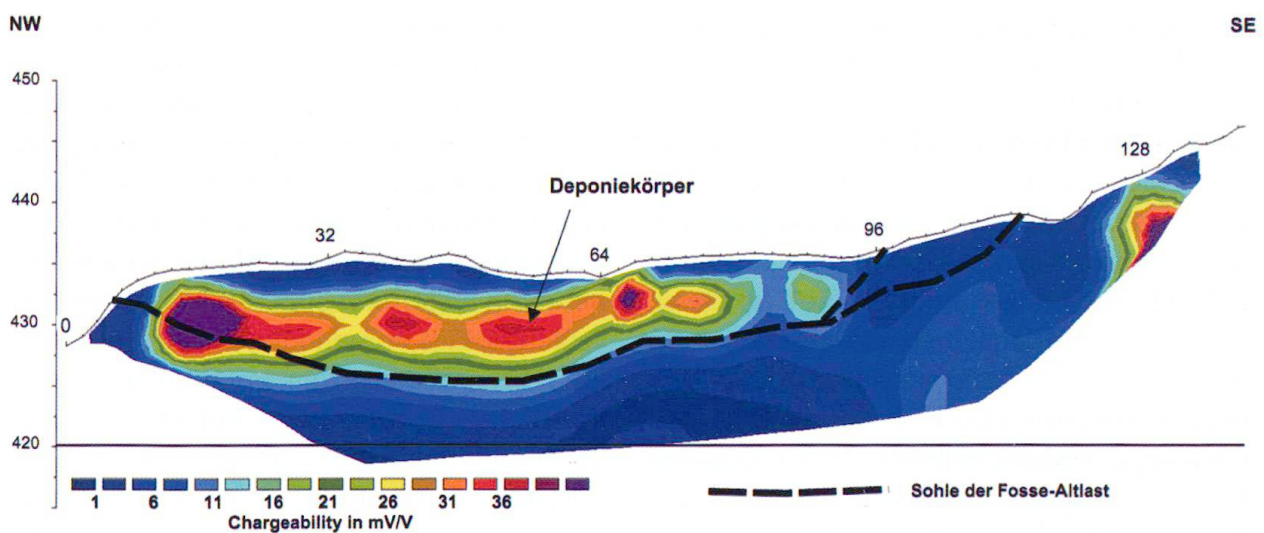 NW
SE
450
128
440
Deponiekörper
32
96
64
430
0
420
1 6 11 16 21 26 31 36
Sohle der Fosse-Altlast
Chargeability in mV/V